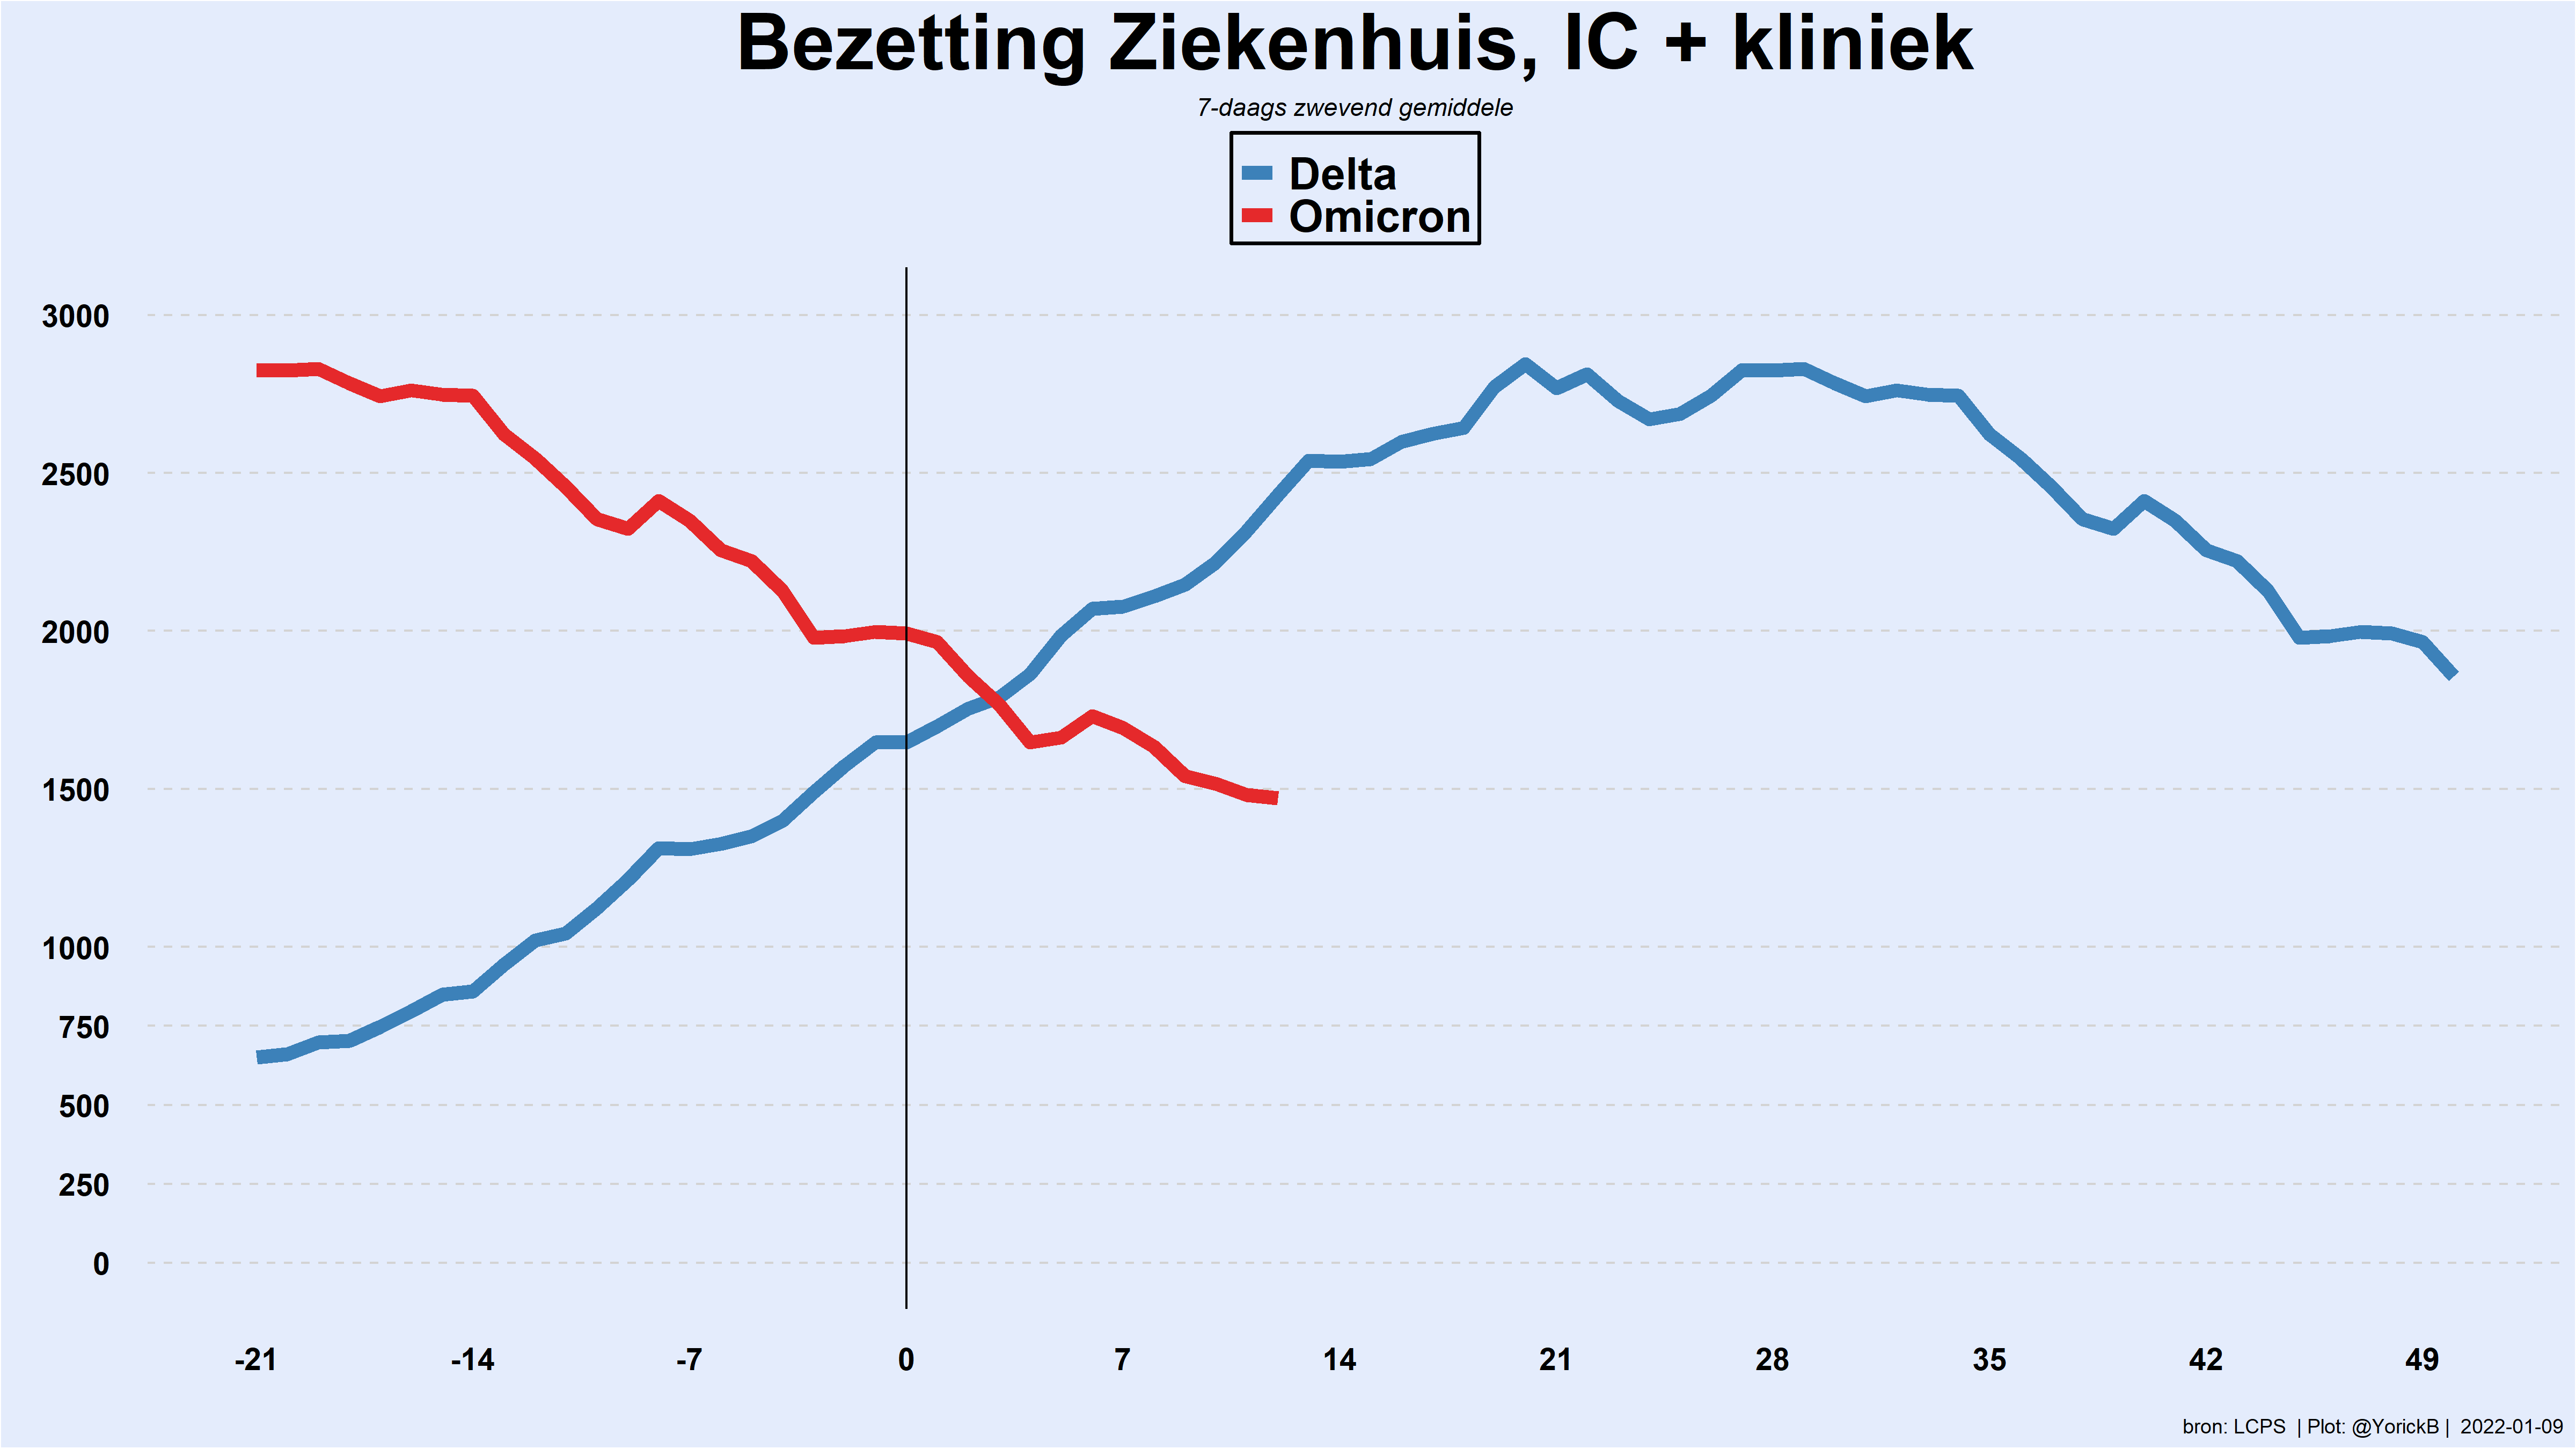 Bezetting Ziekenhuis, IC + kliniek
7-daags zwevend gemiddele
Delta
Omicron
3000
2500
2000
1500
1000
750
500
250
0
-21 -14 -7 0 7 14 21 28 35 42 49
bron: LCPS | Plot: @YorickB | 2022-01-09